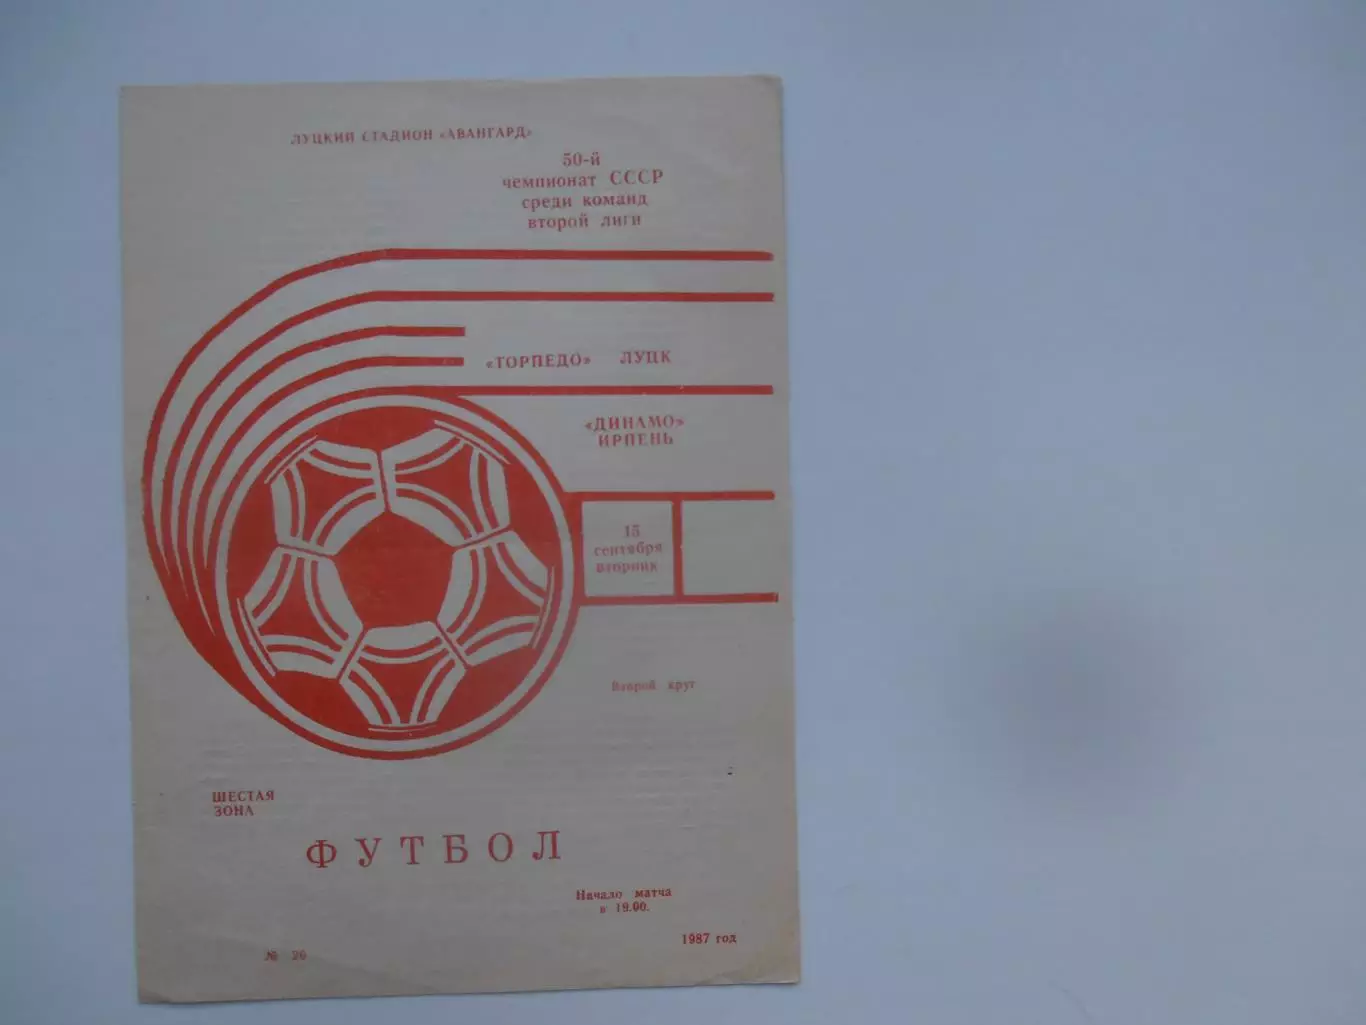 ЛУЦКИЙ СТАДИОН «АВАНГАРД»
50-й
чемпионат СССР
среди команд
второй лиги
«ТОРПЕДО» ЛУЦК
«ДИНАМО»
ИРПЕНЬ
15
сентября
вторник
Второй круг
ШЕСТАЯ
ЗОНА
ФУТБОЛ
Начало матча
в 19.00.
1987 год
№ 26